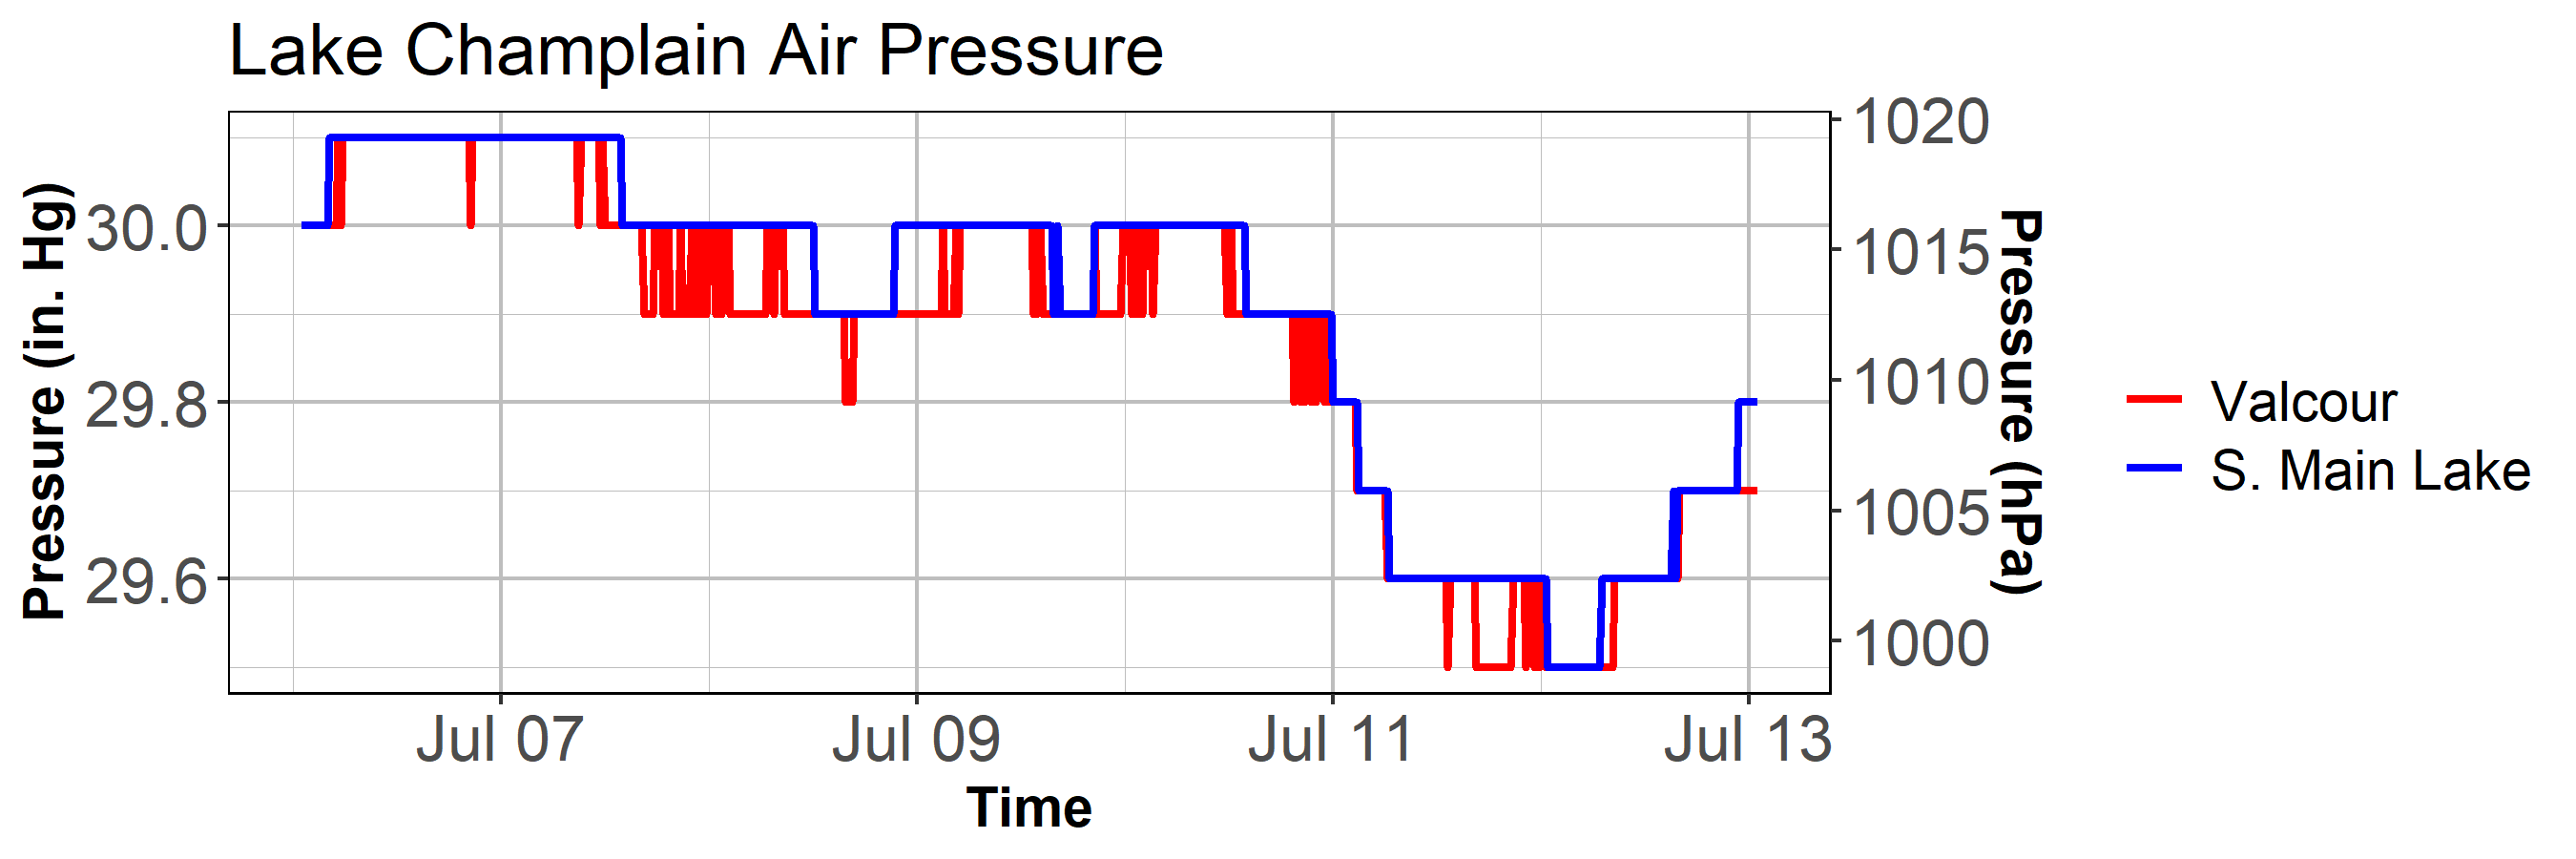 Lake Champlain Air Pressure
Pressure (in. Hg)
30.0
29.8
29.6
1020
1015
1010
1005
1000
Pressure (hPa)
Valcour
S. Main Lake
Jul 07
Jul 09
Jul 11
Jul 13
Time